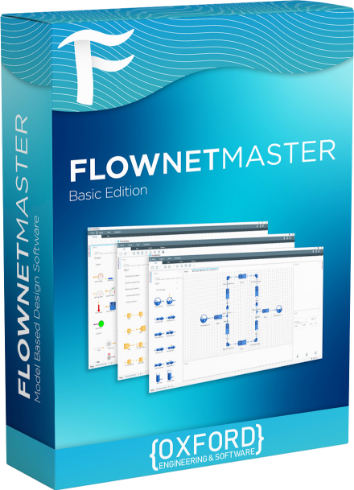 FLOWNETMASTER
Basic Edition
FLOWNETMASTER
Model Based Design Software
{OXFORD}
ENGINEERING & SOFTWARE